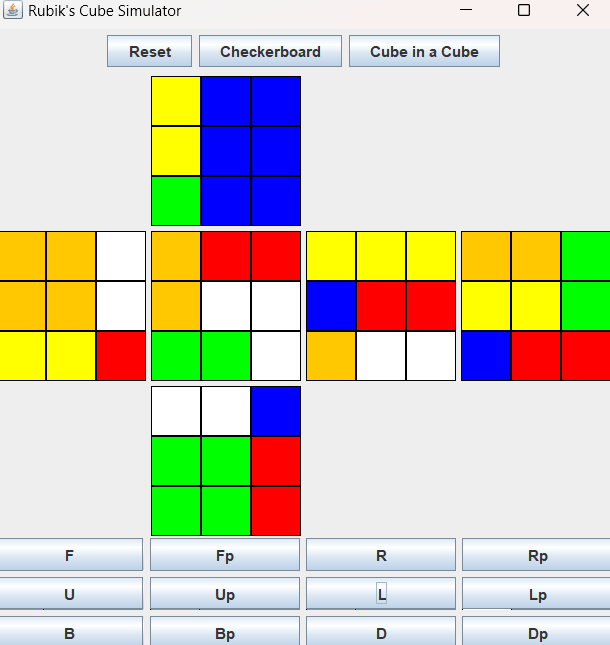 Rubik's Cube Simulator
Reset Checkerboard Cube in a Cube
F Fp R Rp
U Up L Lp
B Bp D Dp